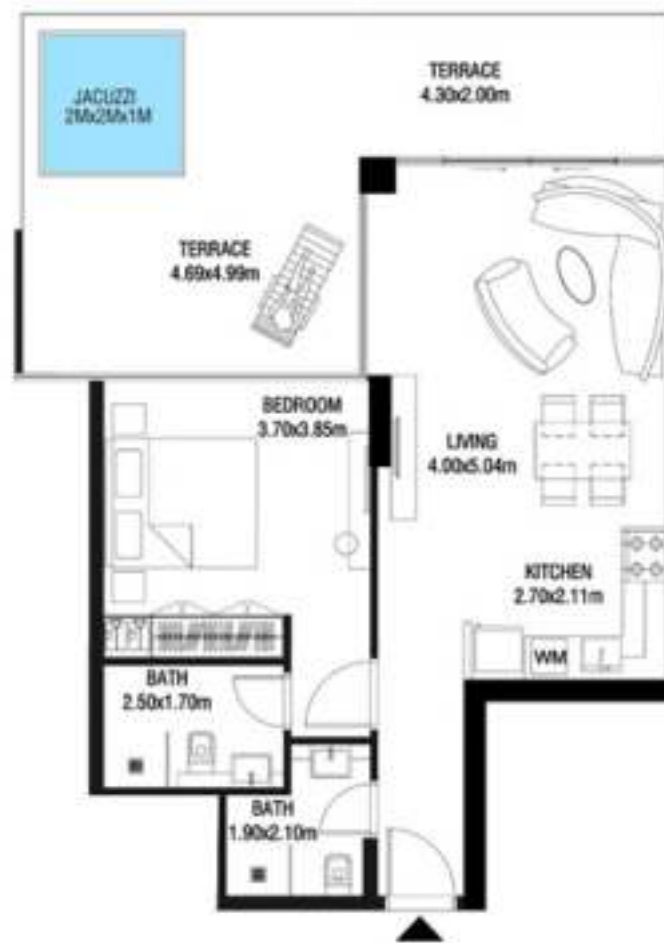 JACUZZI
2Mx2Mx1M
TERRACE
4.30x2.00m
TERRACE
4.69x4.99m
BEDROOM
3.70x3.85m
LIVING
4.00x5.04m
KITCHEN
2.70x2.11m
WM
BATH
2.50x1.70m
BATH
1.90x2.10m